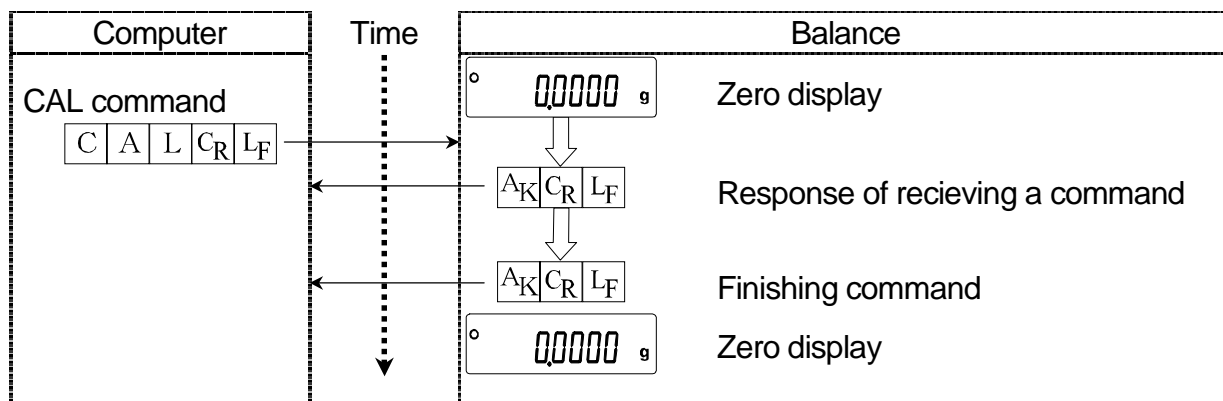 Computer Time Balance
0.0000 g Zero display
CAL command
C A L CR LF
AK CR LF Response of recieving a command
AK CR LF Finishing command
0.0000 g Zero display